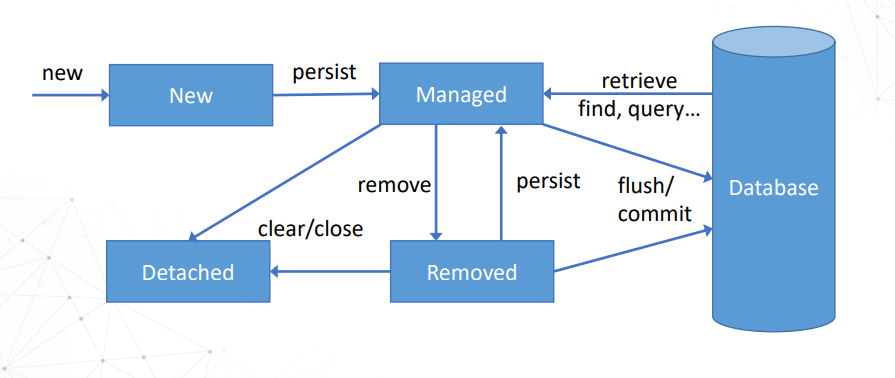 new
New
persist
Managed
retrieve
find, query...
remove
persist
flush/
commit
Database
clear/close
Detached
Removed